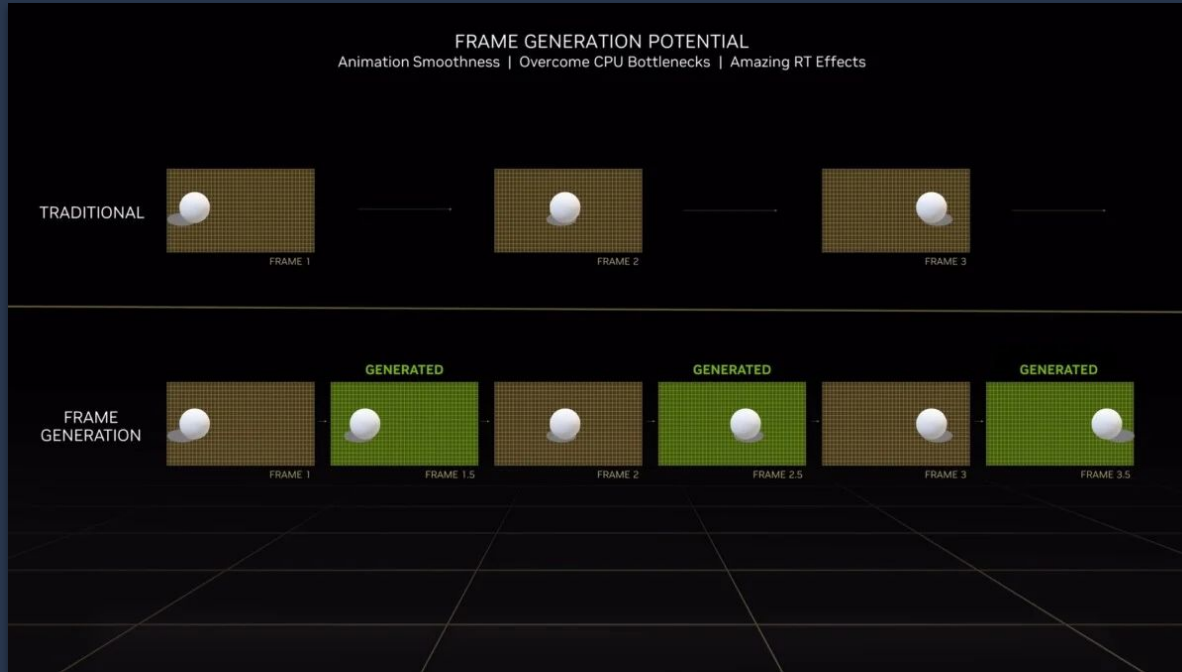 FRAME GENERATION POTENTIAL
Animation Smoothness | Overcome CPU Bottlenecks | Amazing RT Effects
TRADITIONAL
FRAME 1
FRAME 2
FRAME 3
GENERATED
GENERATED
GENERATED
FRAME
GENERATION
FRAME 1
FRAME 1.5
FRAME 2
FRAME 2.5
FRAME 3
FRAME 3.5